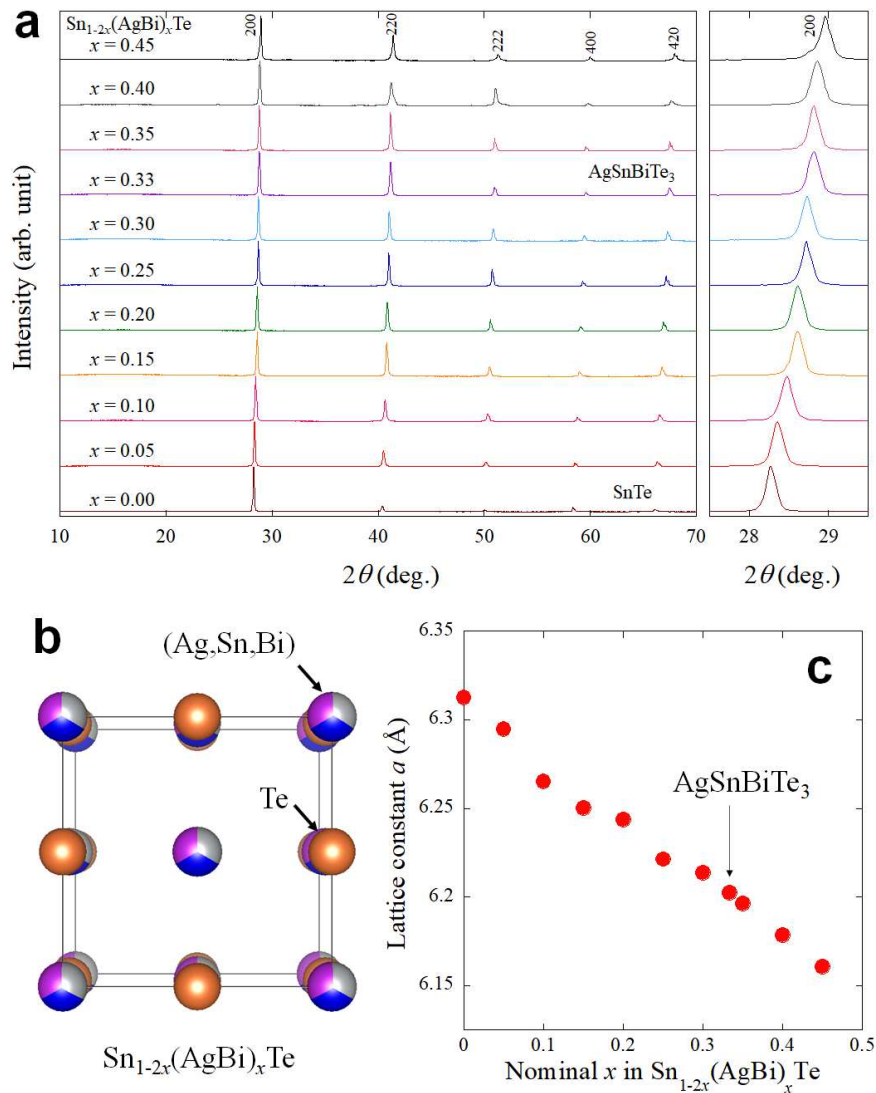 a
Sn1-2x(AgBi)xTe
x = 0.45
x = 0.40
x = 0.35
x = 0.33
x = 0.30
x = 0.25
x = 0.20
x = 0.15
x = 0.10
x = 0.05
x = 0.00
200
220
222
400
420
AgSnBiTe3
SnTe
Intensity (arb. unit)
10 20 30 40 50 60 70
2θ (deg.)
200
28 29
2θ (deg.)
b
(Ag,Sn,Bi)
Te
Sn1-2x(AgBi)xTe
c
6.35
6.3
6.25
6.2
6.15
Lattice constant a (Å)
AgSnBiTe3
0 0.1 0.2 0.3 0.4 0.5
Nominal x in Sn1-2x(AgBi)xTe